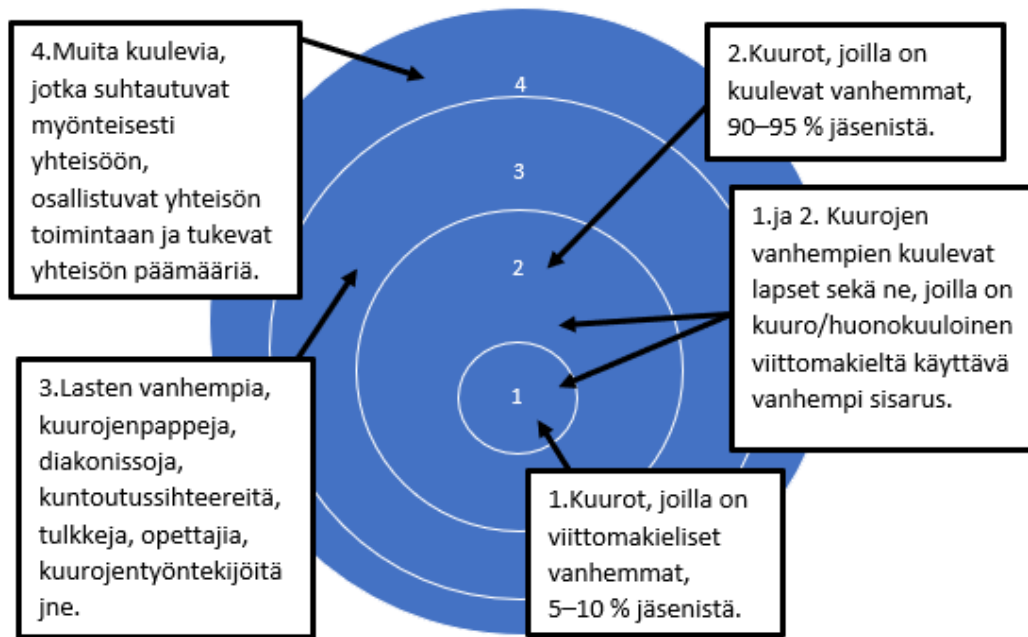 4.Muita kuulevia,
jotka suhtautuvat
myönteisesti
yhteisöön,
osallistuvat yhteisön
toimintaan ja tukevat
yhteisön päämääriä.
4
3
2
1
2.Kuurot, joilla on
kuulevat vanhemmat,
90–95 % jäsenistä.
1.ja 2. Kuurojen
vanhempien kuulevat
lapset sekä ne, joilla on
kuuro/huonokuuloinen
viittomakieltä käyttävä
vanhempi sisarus.
3.Lasten vanhempia,
kuurojenpappeja,
diakonissoja,
kuntoutussihteereitä,
tulkkeja, opettajia,
kuurojentyöntekijöitä
jne.
1.Kuurot, joilla on
viittomakieliset
vanhemmat,
5–10 % jäsenistä.